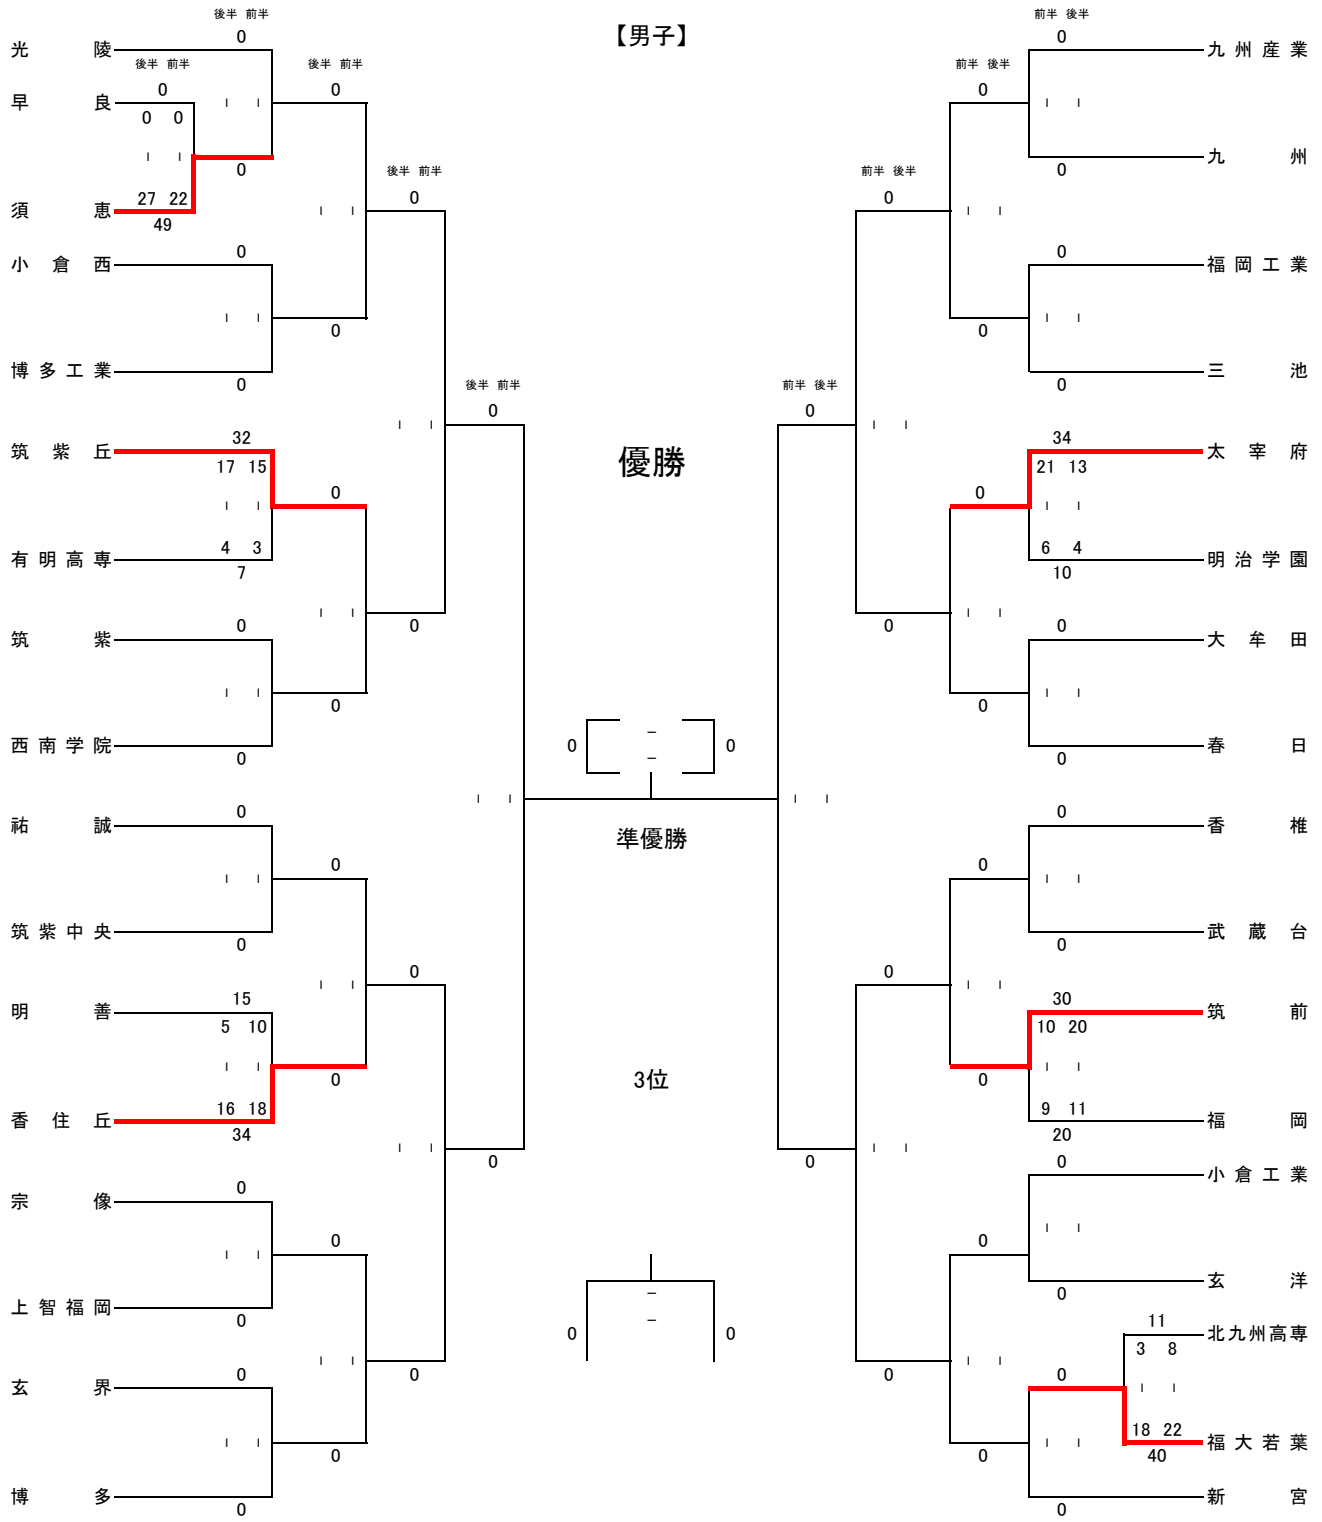 【男子】
後半 前半
前半 後半
0
0
光陵
九州産業
後半 前半
後半 前半
前半 後半
0
0
0
早良
0 0
九州
0
0
後半 前半
前半 後半
0
0
須恵
27 22
49
小倉西
0
0
福岡工業
0
0
博多工業
0
0
三池
後半 前半
前半 後半
0
0
筑紫丘
32
17 15
34
21 13
太宰府
優勝
0
0
有明高専
4 3
7
6 4
10
明治学園
筑紫
0
0
0
0
大牟田
0
0
西南学院
0
0
春日
0
－
－
0
祐誠
0
0
香椎
準優勝
0
0
筑紫中央
0
0
武蔵台
0
0
明善
15
5 10
30
10 20
筑前
3位
0
0
香住丘
16 18
34
9 11
20
福岡
0
0
宗像
0
0
小倉工業
0
0
上智福岡
0
0
玄洋
－
－
0
0
北九州高専
11
3 8
玄界
0
0
0
0
福大若葉
18 22
40
0
0
博多
0
0
新宮